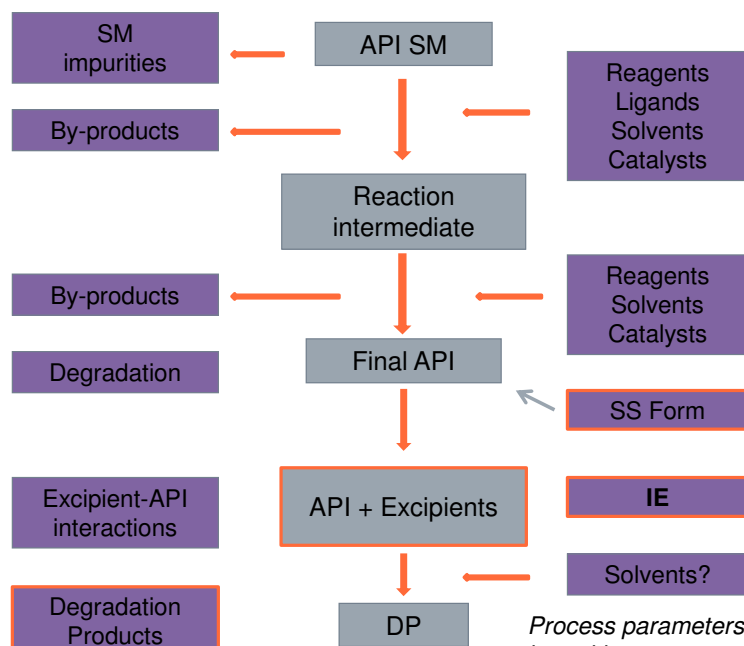 SM
impurities
API SM
Reagents
Ligands
Solvents
Catalysts
By-products
Reaction
intermediate
By-products
Reagents
Solvents
Catalysts
Degradation
Final API
SS Form
Excipient-API
interactions
API + Excipients
IE
Solvents?
Degradation
Products
DP
Process parameters